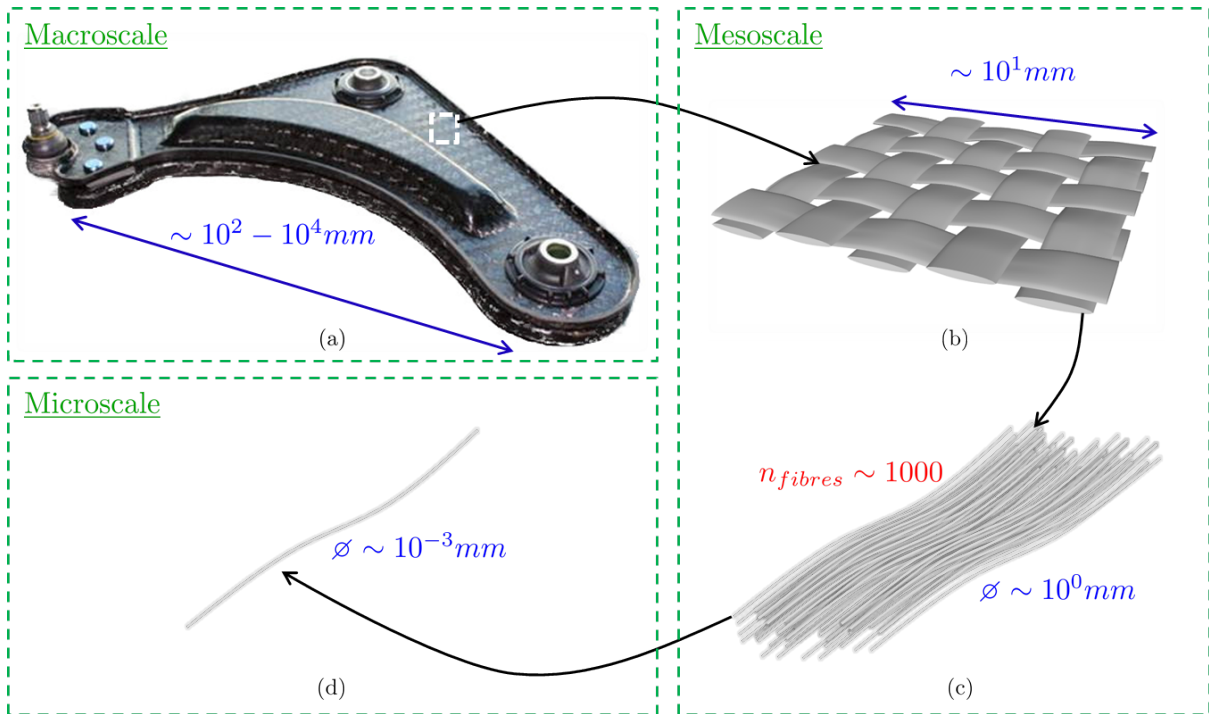 Macroscale
∼ 10² − 10⁴mm
(a)
Mesoscale
∼ 10¹mm
(b)
Microscale
∅ ∼ 10⁻³mm
(d)
n_fibres ∼ 1000
∅ ∼ 10⁰mm
(c)